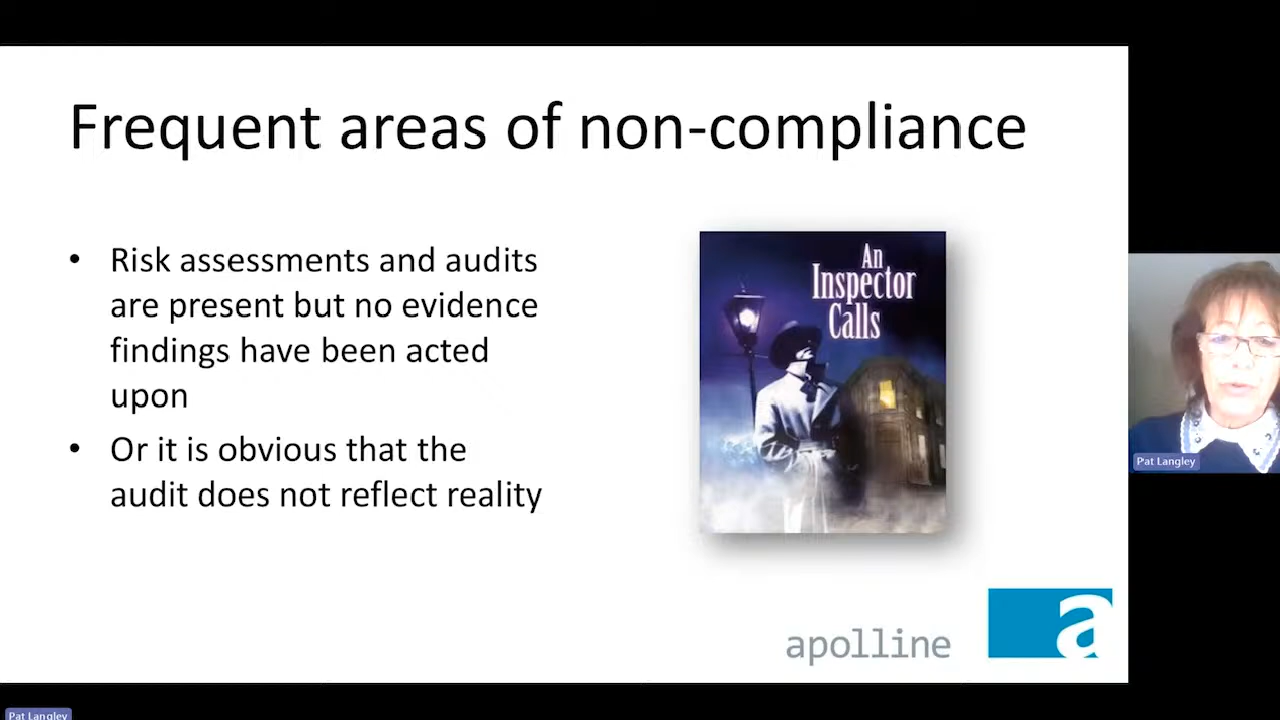 Frequent areas of non-compliance
• Risk assessments and audits
are present but no evidence
findings have been acted
upon
• Or it is obvious that the
audit does not reflect reality
An
Inspector
Calls
apolline
a
Pat Langley
Pat Langley